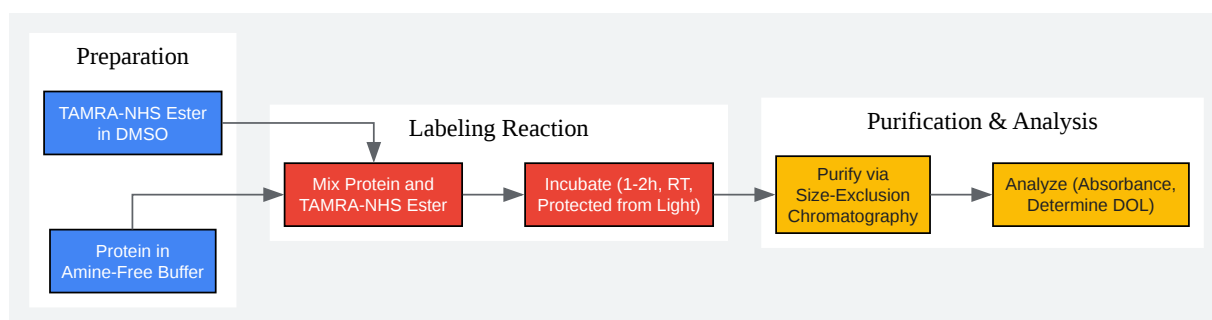 Preparation
TAMRA-NHS Ester
in DMSO
Protein in
Amine-Free Buffer
Labeling Reaction
Mix Protein and
TAMRA-NHS Ester
Incubate (1-2h, RT,
Protected from Light)
Purification & Analysis
Purify via
Size-Exclusion
Chromatography
Analyze (Absorbance,
Determine DOL)